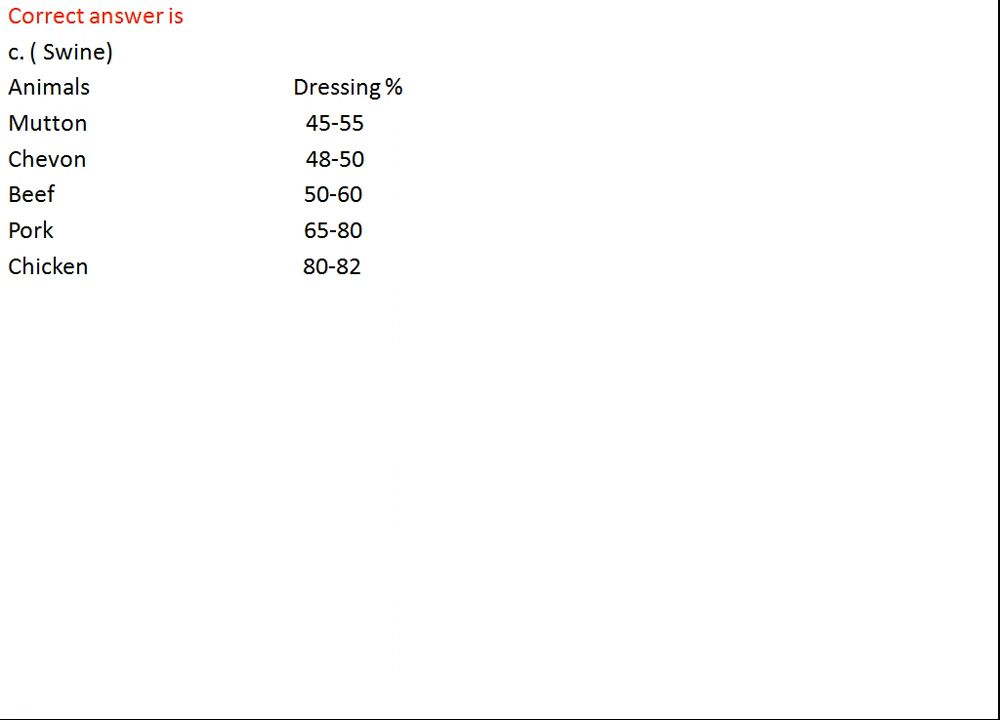 Correct answer is
c. ( Swine)
Animals Dressing %
Mutton 45-55
Chevon 48-50
Beef 50-60
Pork 65-80
Chicken 80-82